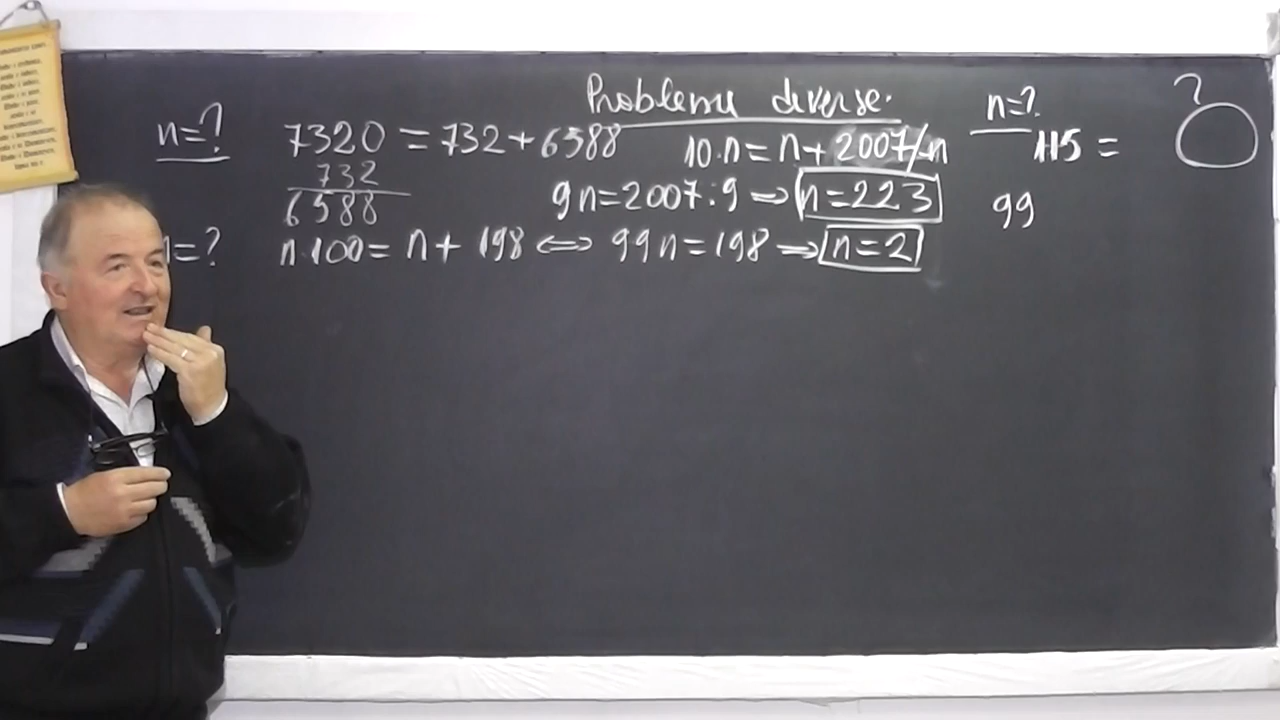 Probleme diverse.
n=? 7320 = 732 + 6588 10·n = n + 2007/-n n=? 115 = ?
732
6588 9n = 2007 :9 ⇒ n = 223 99
n=? n·100 = n + 198 ⇔ 99n = 198 ⇒ n = 2